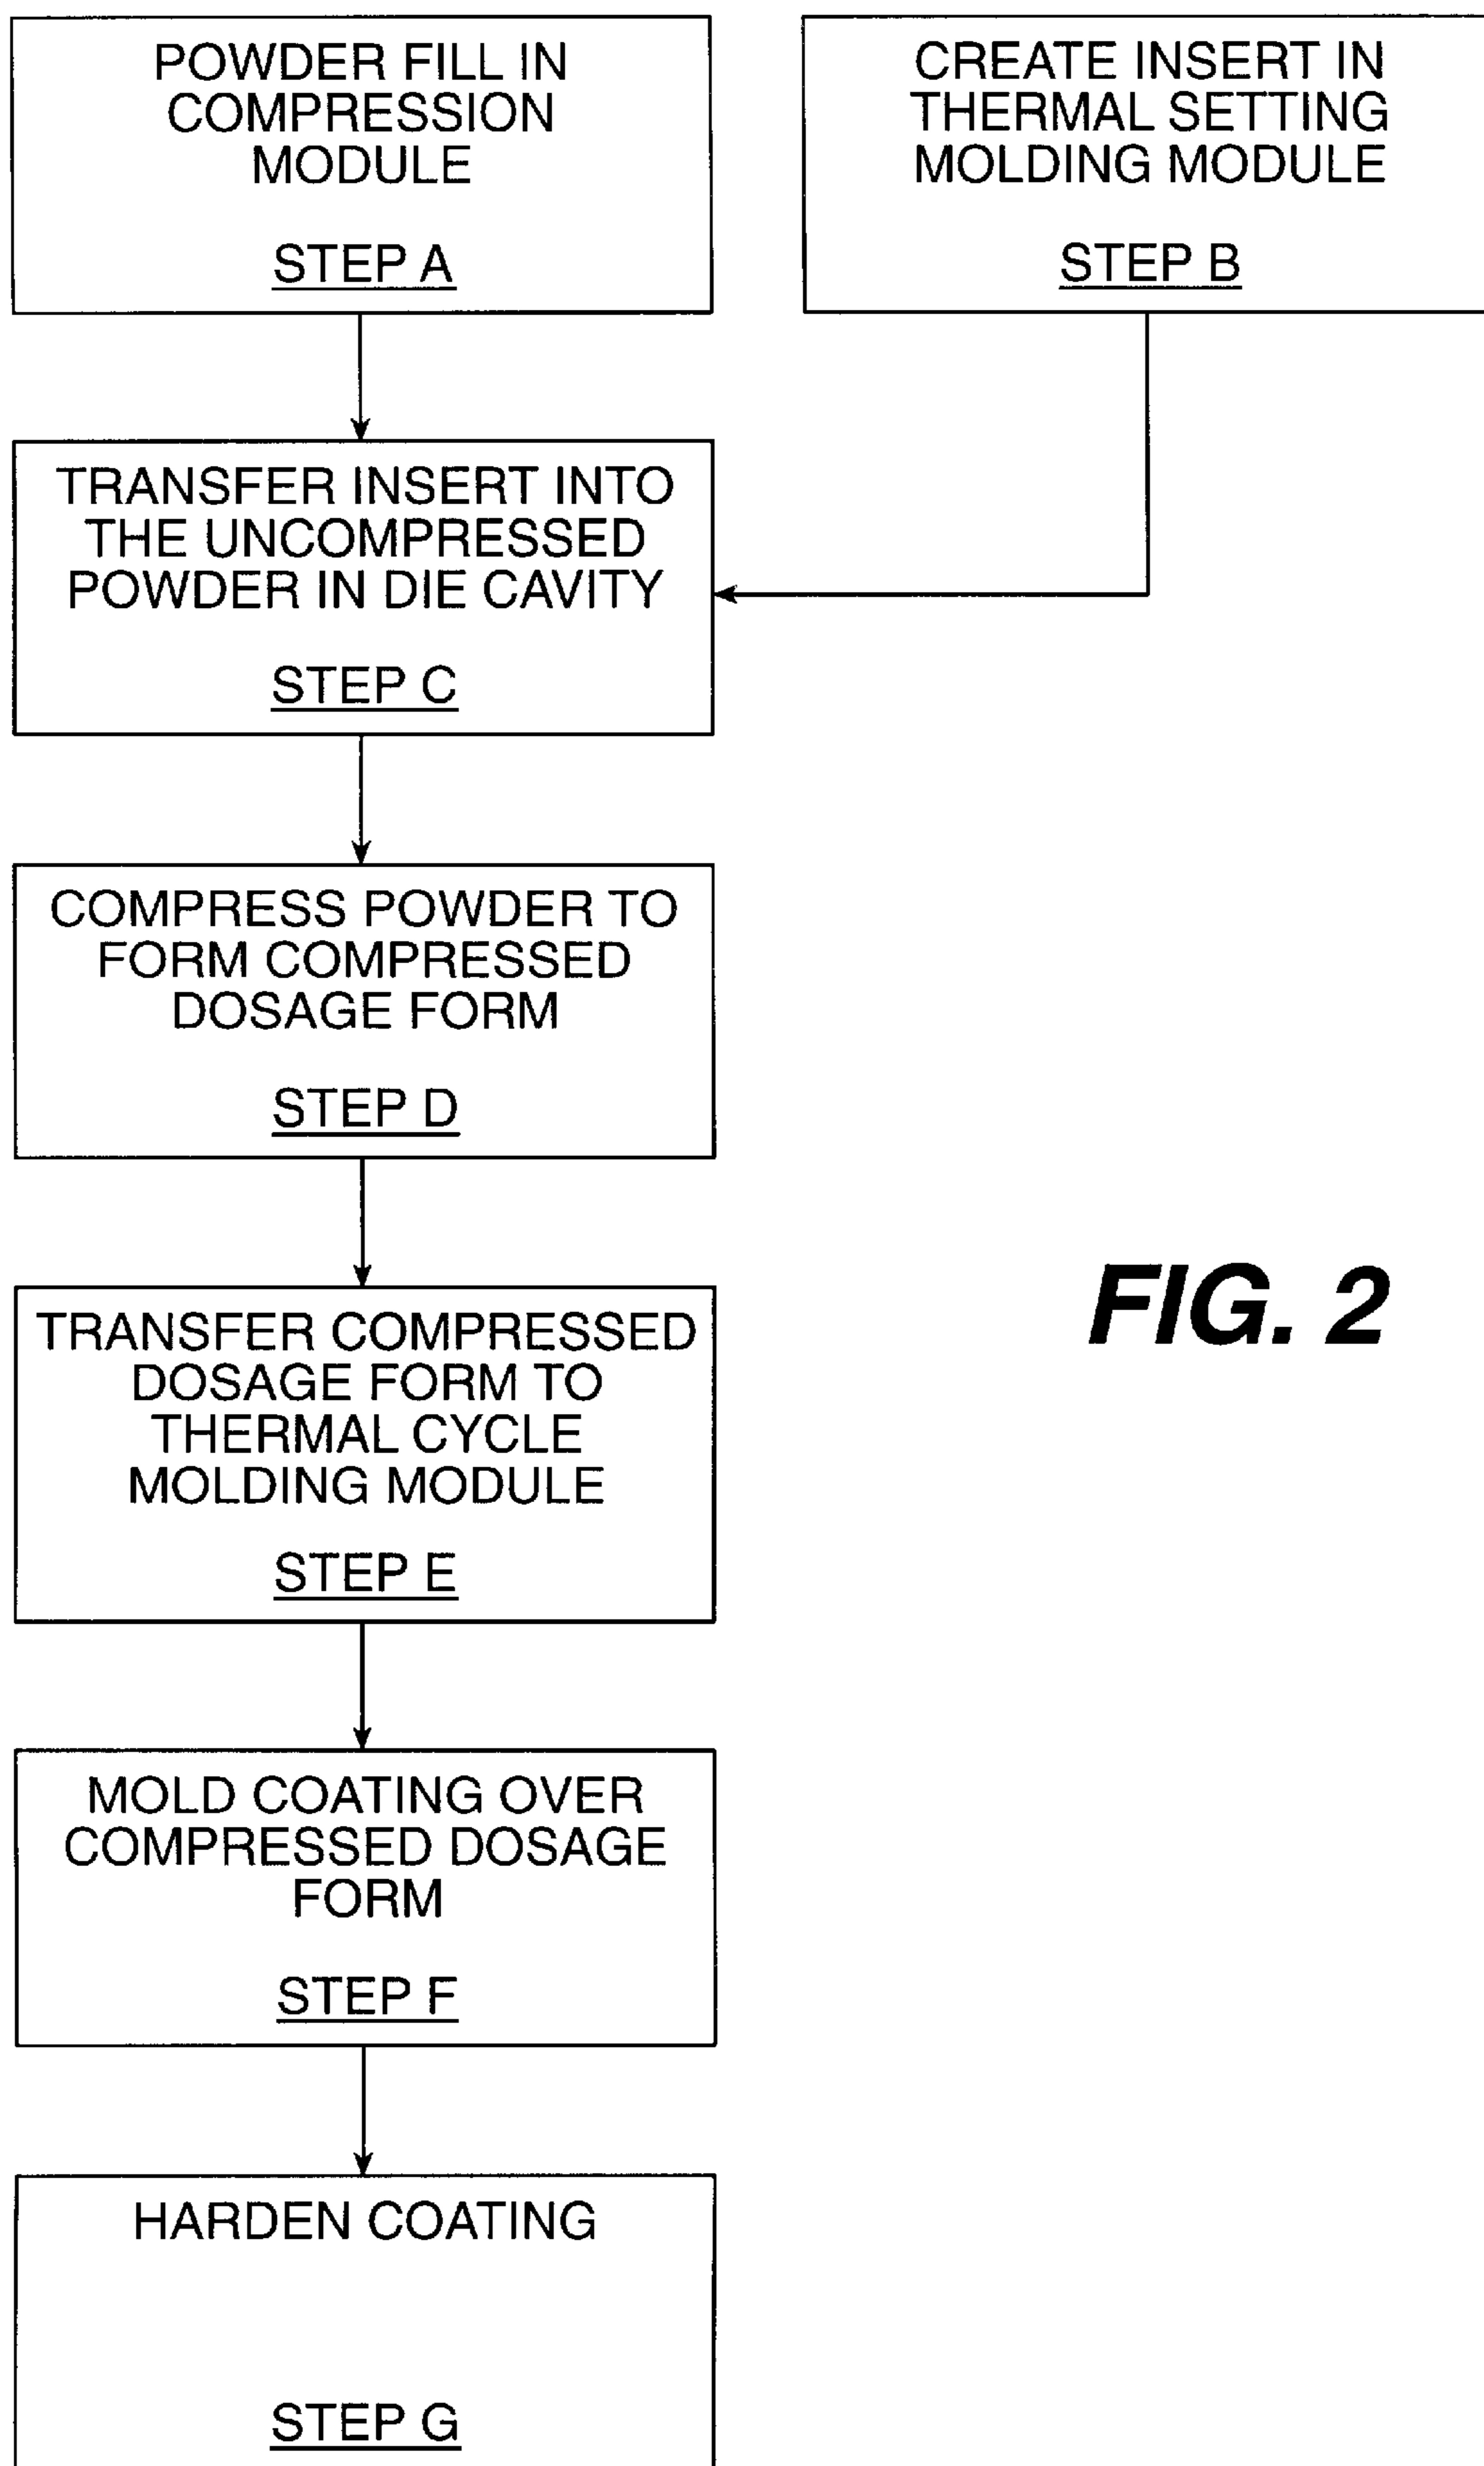 POWDER FILL IN
COMPRESSION
MODULE
STEP A
CREATE INSERT IN
THERMAL SETTING
MOLDING MODULE
STEP B
TRANSFER INSERT INTO
THE UNCOMPRESSED
POWDER IN DIE CAVITY
STEP C
COMPRESS POWDER TO
FORM COMPRESSED
DOSAGE FORM
STEP D
TRANSFER COMPRESSED
DOSAGE FORM TO
THERMAL CYCLE
MOLDING MODULE
STEP E
FIG. 2
MOLD COATING OVER
COMPRESSED DOSAGE
FORM
STEP F
HARDEN COATING
STEP G